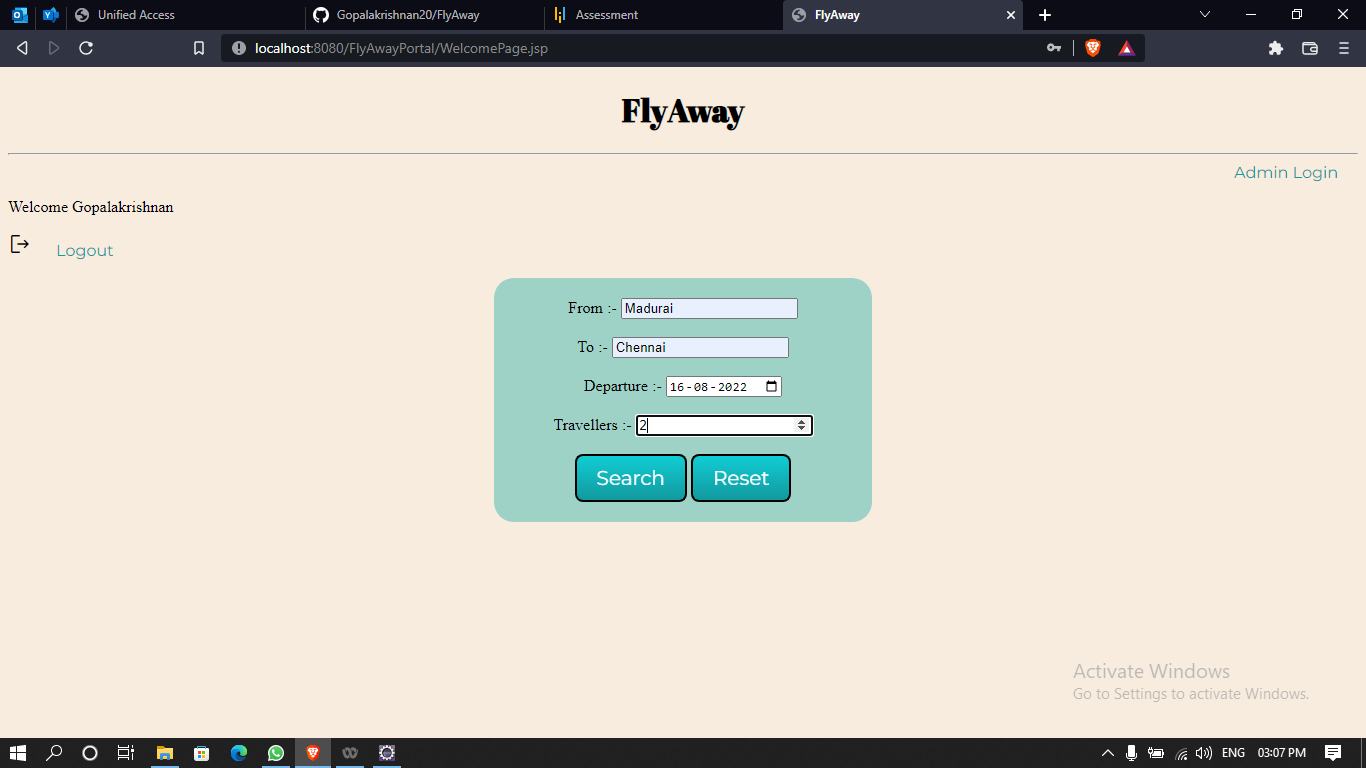 Unified Access
Gopalakrishnan20/FlyAway
Assessment
FlyAway
localhost:8080/FlyAwayPortal/WelcomePage.jsp
FlyAway
Admin Login
Welcome Gopalakrishnan
Logout
From :- Madurai
To :- Chennai
Departure :- 16-08-2022
Travellers :- 2
Search Reset
Activate Windows
Go to Settings to activate Windows.
ENG 03:07 PM